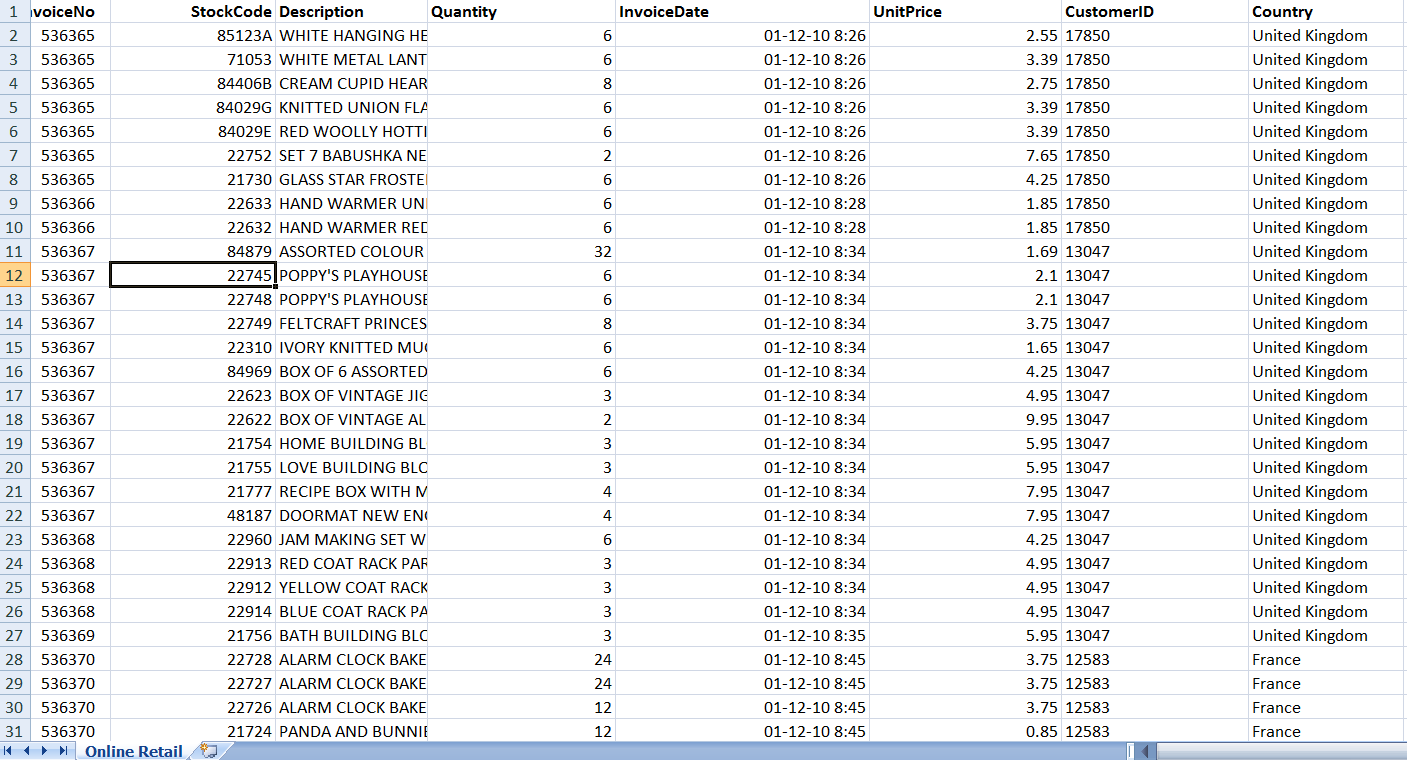 1 voiceNo StockCode Description Quantity InvoiceDate UnitPrice CustomerID Country
2 536365 85123A WHITE HANGING HE 6 01-12-10 8:26 2.55 17850 United Kingdom
3 536365 71053 WHITE METAL LANT 6 01-12-10 8:26 3.39 17850 United Kingdom
4 536365 84406B CREAM CUPID HEAR 8 01-12-10 8:26 2.75 17850 United Kingdom
5 536365 84029G KNITTED UNION FLA 6 01-12-10 8:26 3.39 17850 United Kingdom
6 536365 84029E RED WOOLLY HOTTI 6 01-12-10 8:26 3.39 17850 United Kingdom
7 536365 22752 SET 7 BABUSHKA NE 2 01-12-10 8:26 7.65 17850 United Kingdom
8 536365 21730 GLASS STAR FROSTE 6 01-12-10 8:26 4.25 17850 United Kingdom
9 536366 22633 HAND WARMER UNI 6 01-12-10 8:28 1.85 17850 United Kingdom
10 536366 22632 HAND WARMER RED 6 01-12-10 8:28 1.85 17850 United Kingdom
11 536367 84879 ASSORTED COLOUR 32 01-12-10 8:34 1.69 13047 United Kingdom
12 536367 22745 POPPY'S PLAYHOUSE 6 01-12-10 8:34 2.1 13047 United Kingdom
13 536367 22748 POPPY'S PLAYHOUSE 6 01-12-10 8:34 2.1 13047 United Kingdom
14 536367 22749 FELTCRAFT PRINCES 8 01-12-10 8:34 3.75 13047 United Kingdom
15 536367 22310 IVORY KNITTED MUG 6 01-12-10 8:34 1.65 13047 United Kingdom
16 536367 84969 BOX OF 6 ASSORTED 6 01-12-10 8:34 4.25 13047 United Kingdom
17 536367 22623 BOX OF VINTAGE JIG 3 01-12-10 8:34 4.95 13047 United Kingdom
18 536367 22622 BOX OF VINTAGE AL 2 01-12-10 8:34 9.95 13047 United Kingdom
19 536367 21754 HOME BUILDING BL 3 01-12-10 8:34 5.95 13047 United Kingdom
20 536367 21755 LOVE BUILDING BLO 3 01-12-10 8:34 5.95 13047 United Kingdom
21 536367 21777 RECIPE BOX WITH M 4 01-12-10 8:34 7.95 13047 United Kingdom
22 536367 48187 DOORMAT NEW ENG 4 01-12-10 8:34 7.95 13047 United Kingdom
23 536368 22960 JAM MAKING SET W 6 01-12-10 8:34 4.25 13047 United Kingdom
24 536368 22913 RED COAT RACK PAR 3 01-12-10 8:34 4.95 13047 United Kingdom
25 536368 22912 YELLOW COAT RACK 3 01-12-10 8:34 4.95 13047 United Kingdom
26 536368 22914 BLUE COAT RACK PA 3 01-12-10 8:34 4.95 13047 United Kingdom
27 536369 21756 BATH BUILDING BLO 3 01-12-10 8:35 5.95 13047 United Kingdom
28 536370 22728 ALARM CLOCK BAKE 24 01-12-10 8:45 3.75 12583 France
29 536370 22727 ALARM CLOCK BAKE 24 01-12-10 8:45 3.75 12583 France
30 536370 22726 ALARM CLOCK BAKE 12 01-12-10 8:45 3.75 12583 France
31 536370 21724 PANDA AND BUNNIE 12 01-12-10 8:45 0.85 12583 France
Online Retail